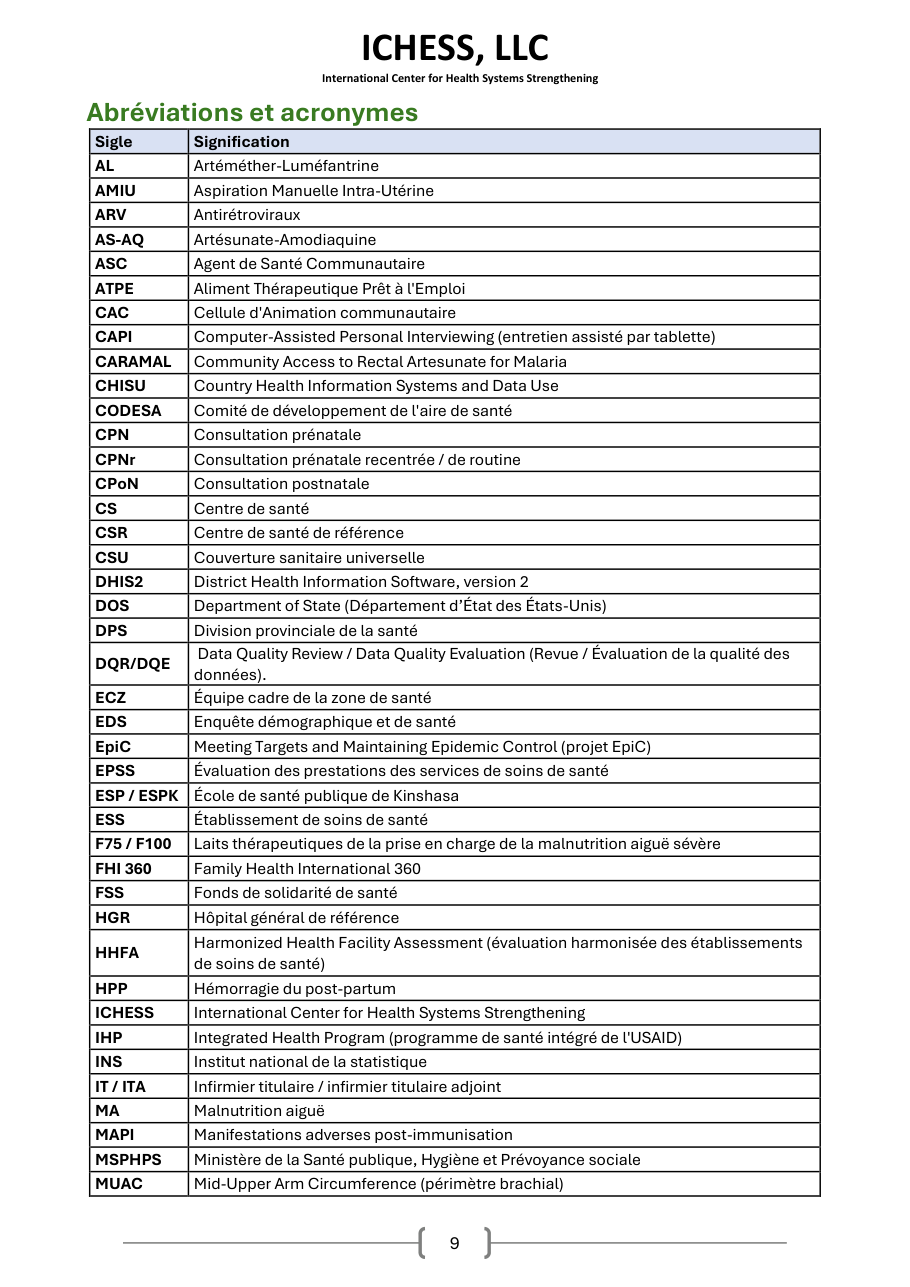 ICHESS, LLC
International Center for Health Systems Strengthening
Abréviations et acronymes
Sigle Signification
AL Artéméther-Luméfantrine
AMIU Aspiration Manuelle Intra-Utérine
ARV Antirétroviraux
AS-AQ Artésunate-Amodiaquine
ASC Agent de Santé Communautaire
ATPE Aliment Thérapeutique Prêt à l'Emploi
CAC Cellule d'Animation communautaire
CAPI Computer-Assisted Personal Interviewing (entretien assisté par tablette)
CARAMAL Community Access to Rectal Artesunate for Malaria
CHISU Country Health Information Systems and Data Use
CODESA Comité de développement de l'aire de santé
CPN Consultation prénatale
CPNr Consultation prénatale recentrée / de routine
CPoN Consultation postnatale
CS Centre de santé
CSR Centre de santé de référence
CSU Couverture sanitaire universelle
DHIS2 District Health Information Software, version 2
DOS Department of State (Département d’État des États-Unis)
DPS Division provinciale de la santé
DQR/DQE Data Quality Review / Data Quality Evaluation (Revue / Évaluation de la qualité des
données).
ECZ Équipe cadre de la zone de santé
EDS Enquête démographique et de santé
EpiC Meeting Targets and Maintaining Epidemic Control (projet EpiC)
EPSS Évaluation des prestations des services de soins de santé
ESP / ESPK École de santé publique de Kinshasa
ESS Établissement de soins de santé
F75 / F100 Laits thérapeutiques de la prise en charge de la malnutrition aiguë sévère
FHI 360 Family Health International 360
FSS Fonds de solidarité de santé
HGR Hôpital général de référence
HHFA Harmonized Health Facility Assessment (évaluation harmonisée des établissements
de soins de santé)
HPP Hémorragie du post-partum
ICHESS International Center for Health Systems Strengthening
IHP Integrated Health Program (programme de santé intégré de l'USAID)
INS Institut national de la statistique
IT / ITA Infirmier titulaire / infirmier titulaire adjoint
MA Malnutrition aiguë
MAPI Manifestations adverses post-immunisation
MSPHPS Ministère de la Santé publique, Hygiène et Prévoyance sociale
MUAC Mid-Upper Arm Circumference (périmètre brachial)
9